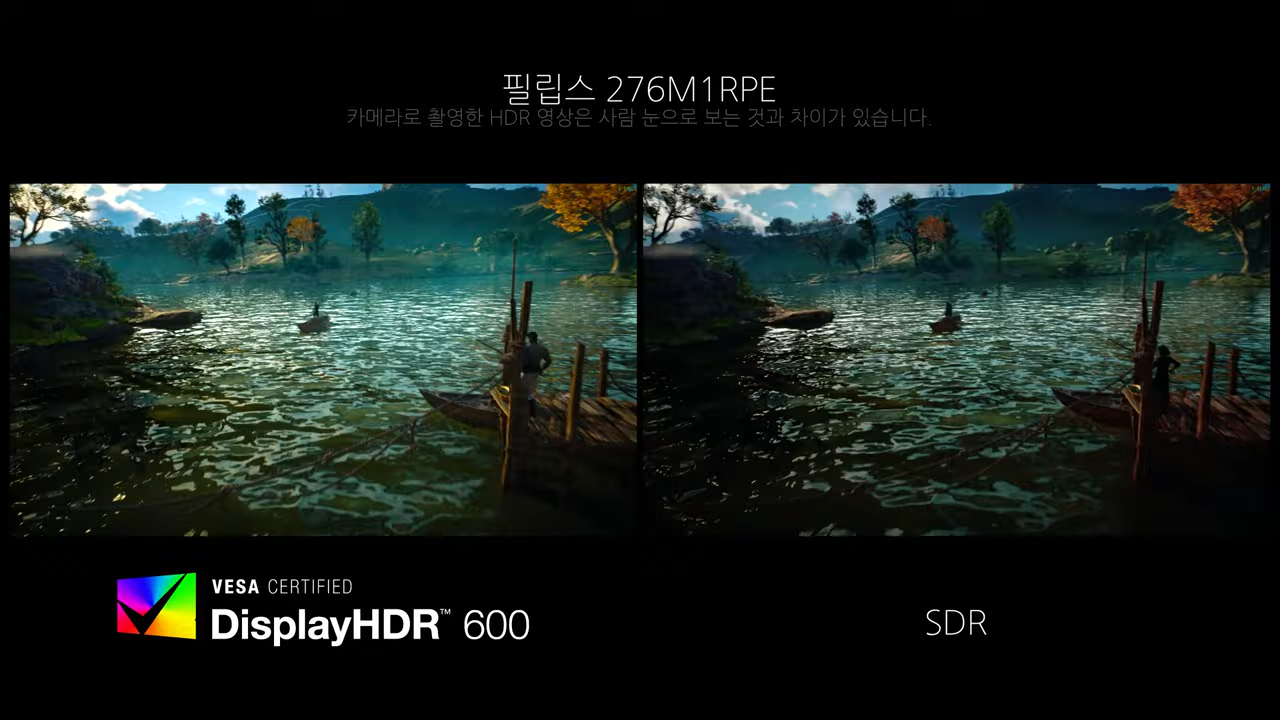 필립스 276M1RPE
카메라로 촬영한 HDR 영상은 사람 눈으로 보는 것과 차이가 있습니다.
VESA CERTIFIED
DisplayHDR™ 600
SDR